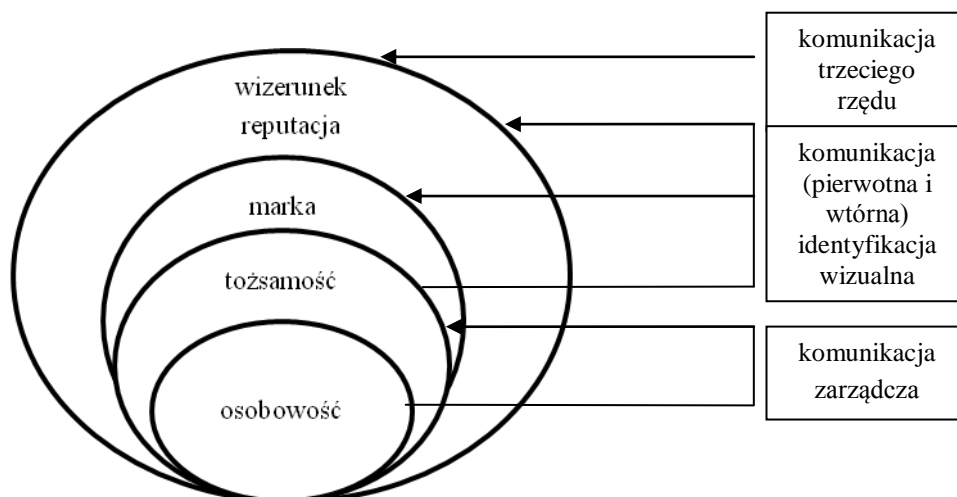 wizerunek
reputacja
marka
tożsamość
osobowość
komunikacja
trzeciego
rzędu
komunikacja
(pierwotna i
wtórna)
identyfikacja
wizualna
komunikacja
zarządcza